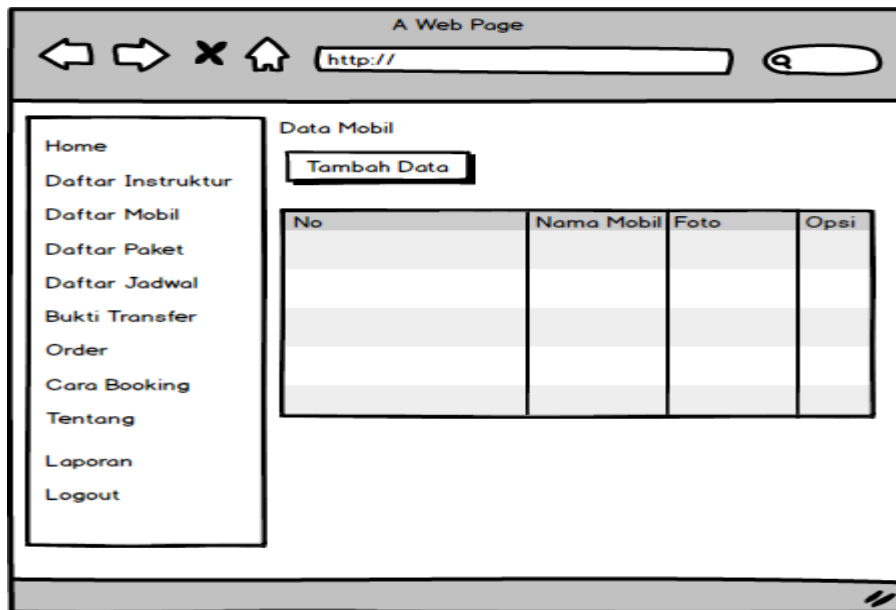 A Web Page
http://
Home
Daftar Instruktur
Daftar Mobil
Daftar Paket
Daftar Jadwal
Bukti Transfer
Order
Cara Booking
Tentang
Laporan
Logout
Data Mobil
Tambah Data
No Nama Mobil Foto Opsi